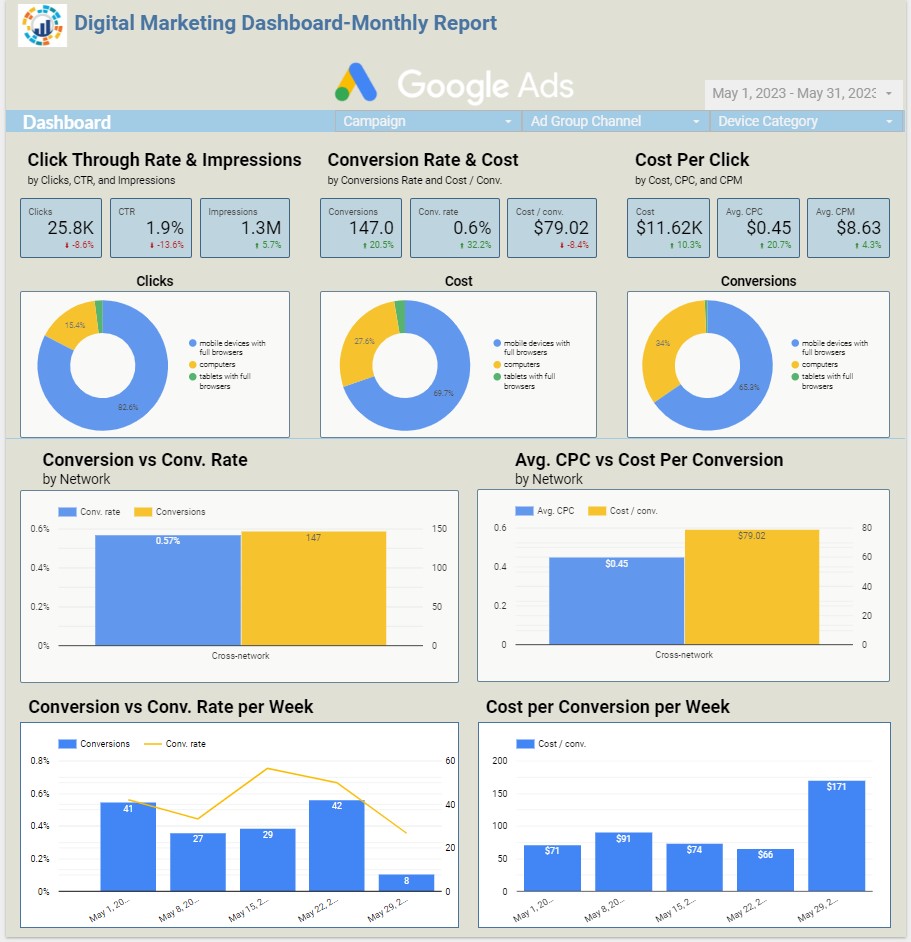 Digital Marketing Dashboard-Monthly Report
Google Ads
May 1, 2023 - May 31, 2023
Dashboard
Campaign
Ad Group Channel
Device Category
Click Through Rate & Impressions
by Clicks, CTR, and Impressions
Clicks
25.8K
-8.6%
CTR
1.9%
-13.6%
Impressions
1.3M
5.7%
Conversion Rate & Cost
by Conversions Rate and Cost / Conv.
Conversions
147.0
20.5%
Conv. rate
0.6%
32.2%
Cost / conv.
$79.02
-8.4%
Cost Per Click
by Cost, CPC, and CPM
Cost
$11.62K
10.3%
Avg. CPC
$0.45
20.7%
Avg. CPM
$8.63
4.3%
Clicks
15.4%
82.6%
mobile devices with
full browsers
computers
tablets with full
browsers
Cost
27.6%
69.7%
mobile devices with
full browsers
computers
tablets with full
browsers
Conversions
34%
65.3%
mobile devices with
full browsers
computers
tablets with full
browsers
Conversion vs Conv. Rate
by Network
Conv. rate
Conversions
0.6%
0.4%
0.2%
0%
0.57%
147
150
100
50
0
Cross-network
Avg. CPC vs Cost Per Conversion
by Network
Avg. CPC
Cost / conv.
0.6
0.4
0.2
0
$0.45
$79.02
80
60
40
20
0
Cross-network
Conversion vs Conv. Rate per Week
Conversions
Conv. rate
0.8%
0.6%
0.4%
0.2%
0%
41
27
29
42
8
60
40
20
0
May 1, 20...
May 8, 20...
May 15, 2...
May 22, 2...
May 29, 2...
Cost per Conversion per Week
Cost / conv.
200
150
100
50
0
$71
$91
$74
$66
$171
May 1, 20...
May 8, 20...
May 15, 2...
May 22, 2...
May 29, 2...